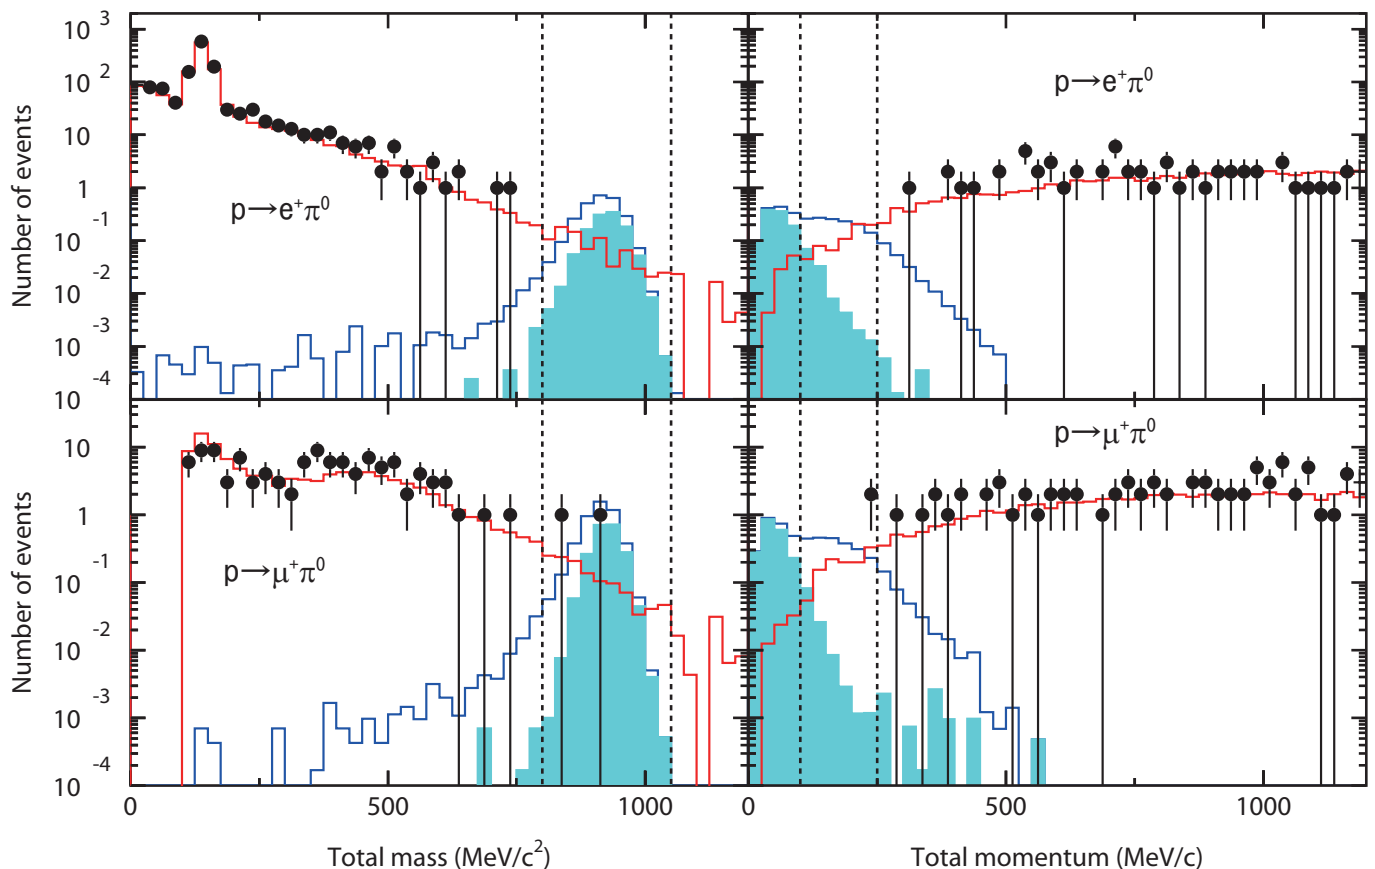 10 3
10 2
10
1
-1
10
-2
10
-3
10
-4
10
Number of events
p→e⁺π⁰
p→e⁺π⁰
10
1
-1
10
-2
10
-3
10
-4
10
Number of events
p→μ⁺π⁰
p→μ⁺π⁰
0 500 1000 0 500 1000
Total mass (MeV/c²) Total momentum (MeV/c)